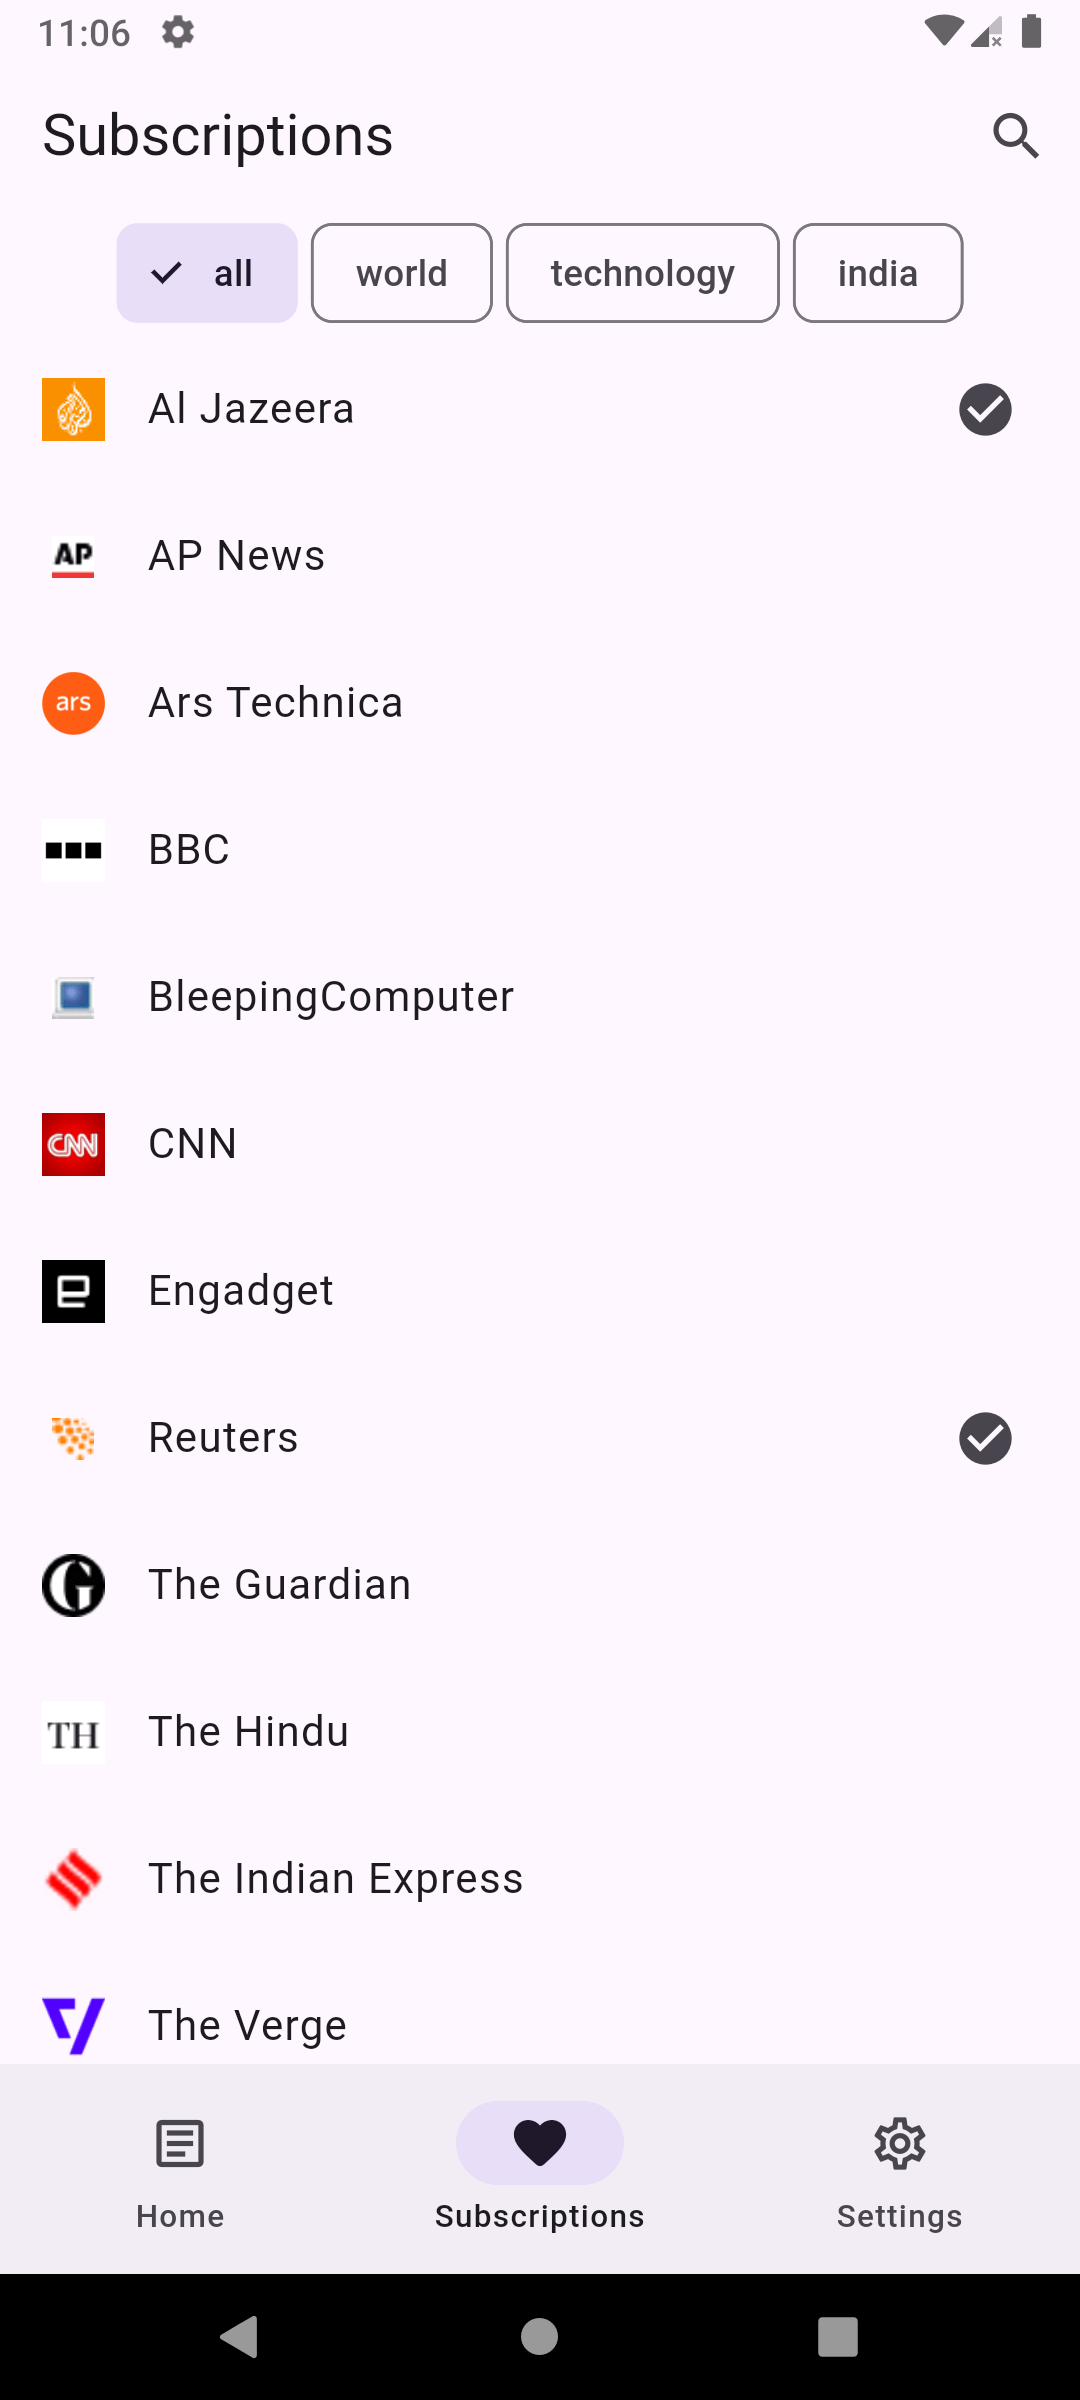 11:06
Subscriptions
all
world
technology
india
Al Jazeera
AP
AP News
ars
Ars Technica
BBC
BleepingComputer
CNN
CNN
Engadget
Reuters
G
The Guardian
TH
The Hindu
The Indian Express
The Verge
Home
Subscriptions
Settings